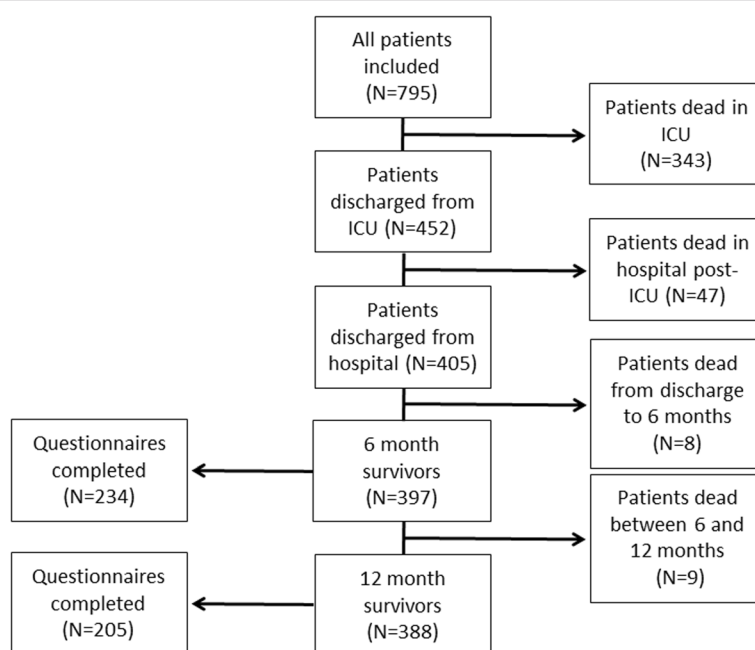 All patients
included
(N=795)
Patients dead in
ICU
(N=343)
Patients
discharged from
ICU (N=452)
Patients dead in
hospital post-
ICU (N=47)
Patients
discharged from
hospital (N=405)
Patients dead
from discharge
to 6 months
(N=8)
Questionnaires
completed
(N=234)
6 month
survivors
(N=397)
Patients dead
between 6 and
12 months
(N=9)
Questionnaires
completed
(N=205)
12 month
survivors
(N=388)